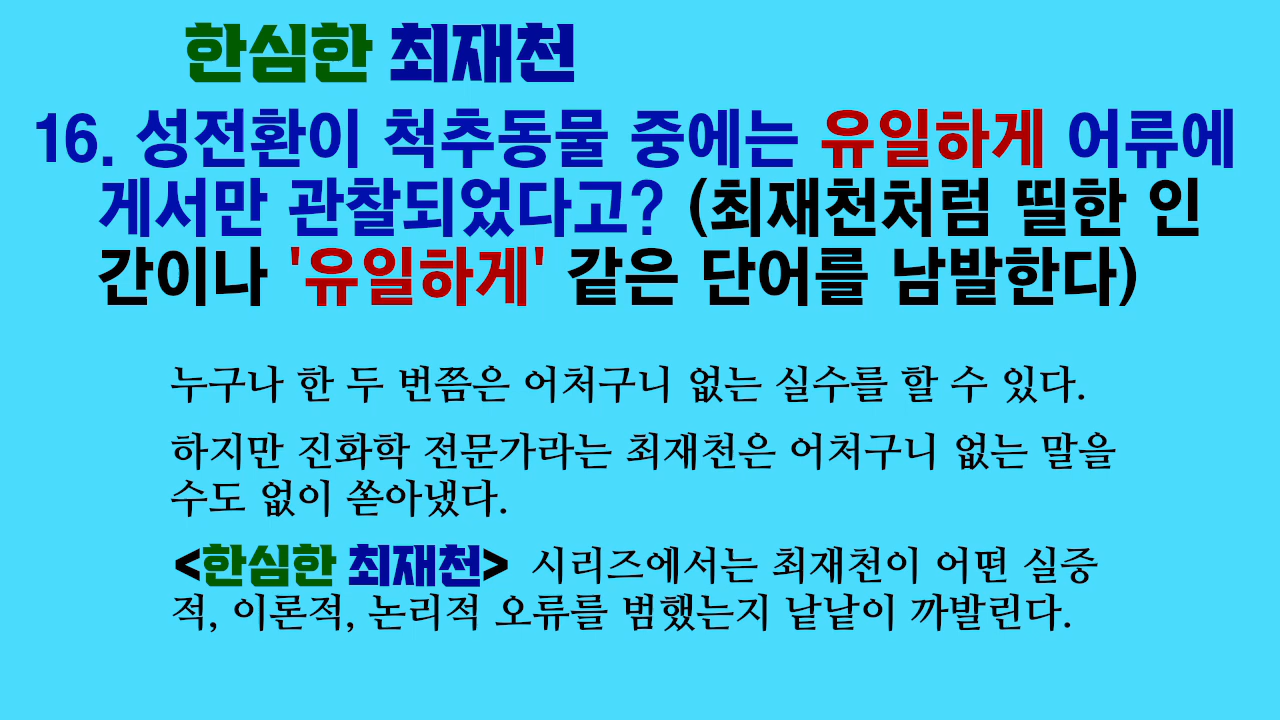 한심한 최재천
16. 성전환이 척추동물 중에는 유일하게 어류에
게서만 관찰되었다고? (최재천처럼 띨한 인
간이나 '유일하게' 같은 단어를 남발한다)
누구나 한 두 번쯤은 어처구니 없는 실수를 할 수 있다.
하지만 진화학 전문가라는 최재천은 어처구니 없는 말을
수도 없이 쏟아냈다.
<한심한 최재천> 시리즈에서는 최재천이 어떤 실증
적, 이론적, 논리적 오류를 범했는지 낱낱이 까발린다.